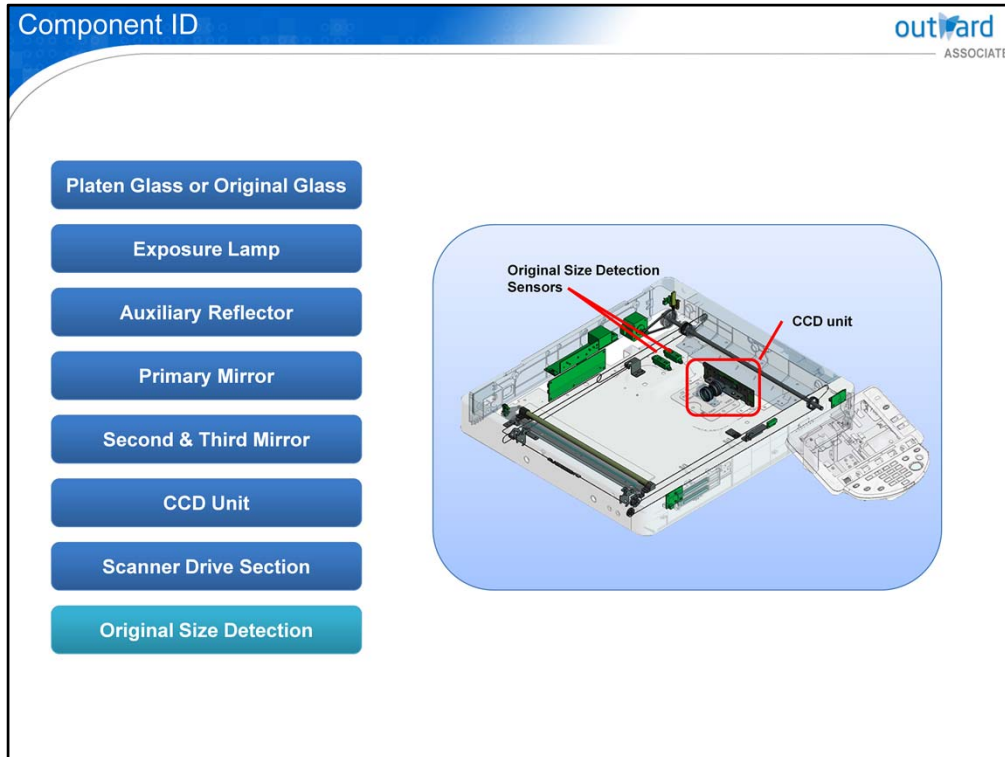 Component ID
outward
ASSOCIATE
Platen Glass or Original Glass
Exposure Lamp
Auxiliary Reflector
Primary Mirror
Second & Third Mirror
CCD Unit
Scanner Drive Section
Original Size Detection
Original Size Detection
Sensors
CCD unit